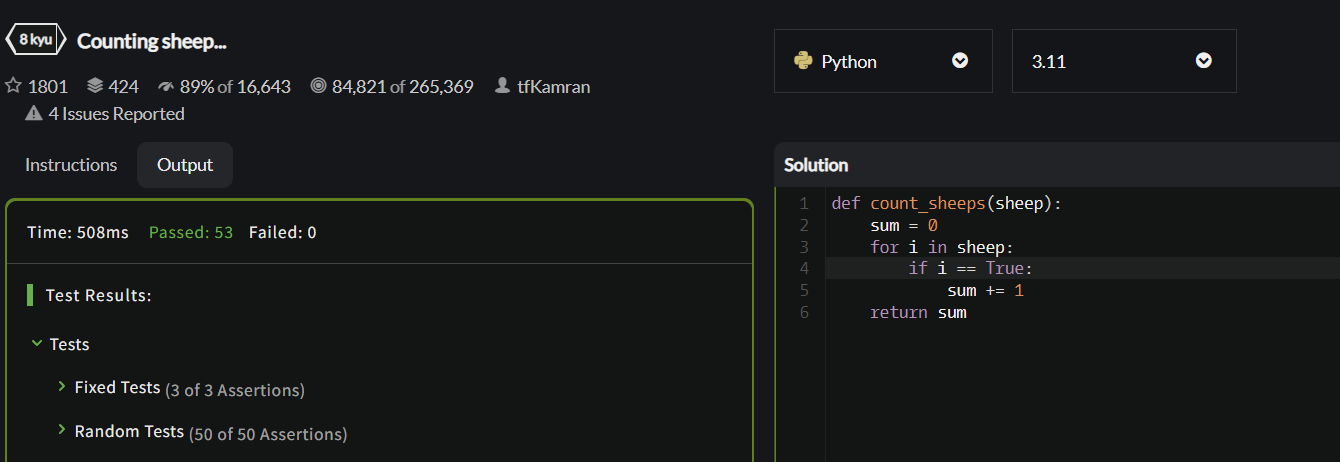 8 kyu Counting sheep...
1801 424 89% of 16,643 84,821 of 265,369 tfKamran
4 Issues Reported
Instructions Output
Time: 508ms Passed: 53 Failed: 0
Test Results:
Tests
Fixed Tests (3 of 3 Assertions)
Random Tests (50 of 50 Assertions)
Python 3.11
Solution
1 def count_sheeps(sheep):
2     sum = 0
3     for i in sheep:
4         if i == True:
5             sum += 1
6     return sum